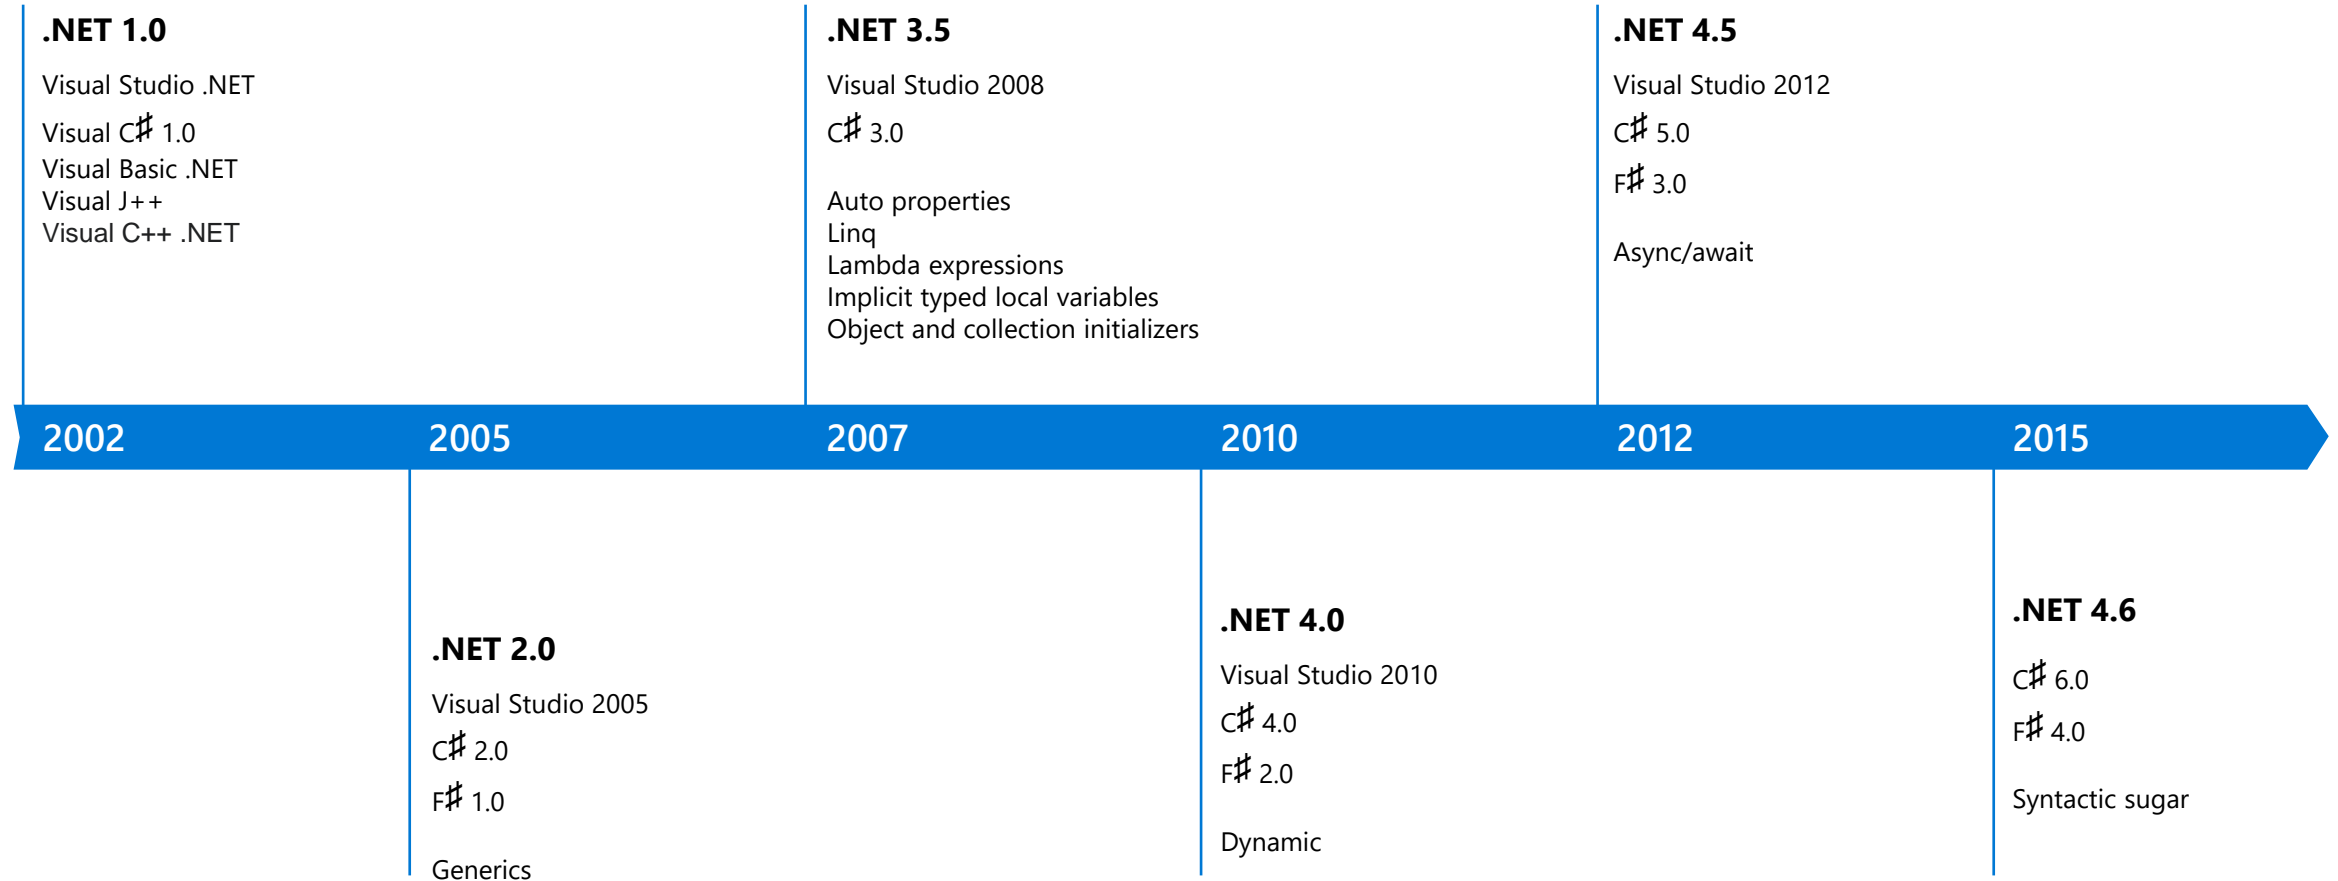 .NET 1.0
Visual Studio .NET
Visual C♯ 1.0
Visual Basic .NET
Visual J++
Visual C++ .NET
.NET 3.5
Visual Studio 2008
C♯ 3.0
Auto properties
Linq
Lambda expressions
Implicit typed local variables
Object and collection initializers
.NET 4.5
Visual Studio 2012
C♯ 5.0
F♯ 3.0
Async/await
2002
2005
2007
2010
2012
2015
.NET 2.0
Visual Studio 2005
C♯ 2.0
F♯ 1.0
Generics
.NET 4.0
Visual Studio 2010
C♯ 4.0
F♯ 2.0
Dynamic
.NET 4.6
C♯ 6.0
F♯ 4.0
Syntactic sugar